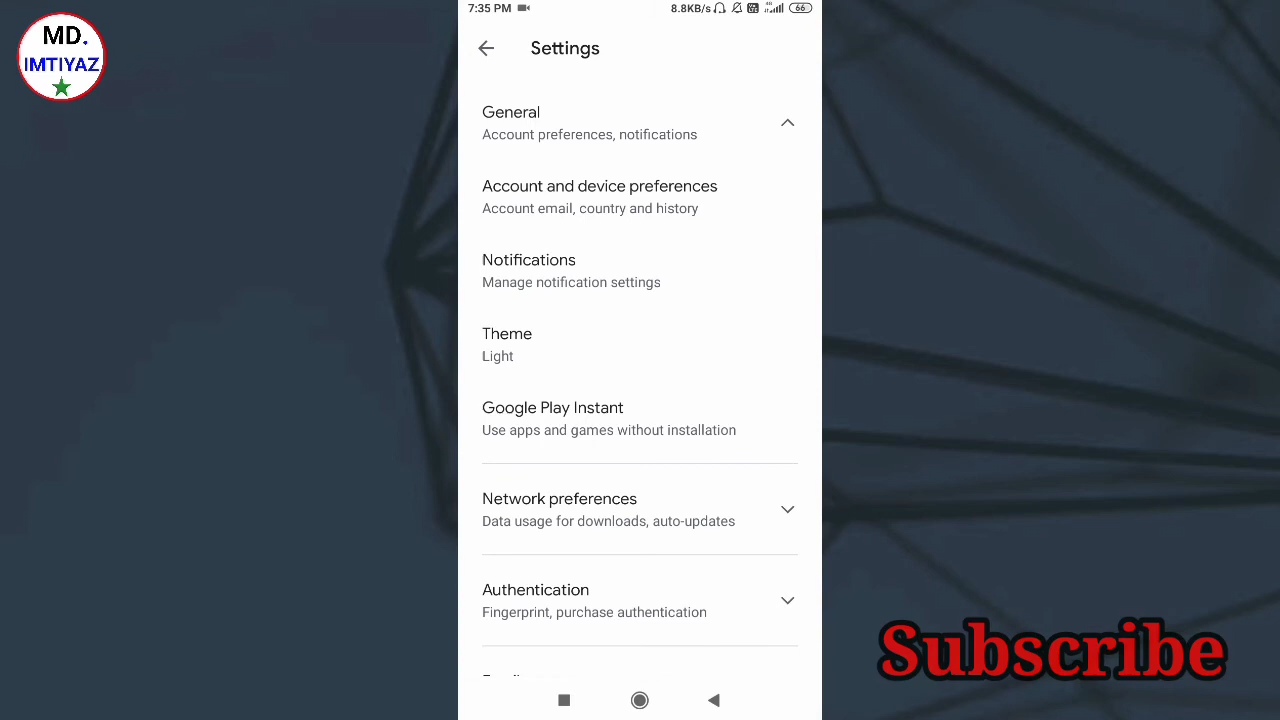 MD.
IMTIYAZ
7:35 PM 8.8KB/s 66
Settings
General
Account preferences, notifications
Account and device preferences
Account email, country and history
Notifications
Manage notification settings
Theme
Light
Google Play Instant
Use apps and games without installation
Network preferences
Data usage for downloads, auto-updates
Authentication
Fingerprint, purchase authentication
Subscribe